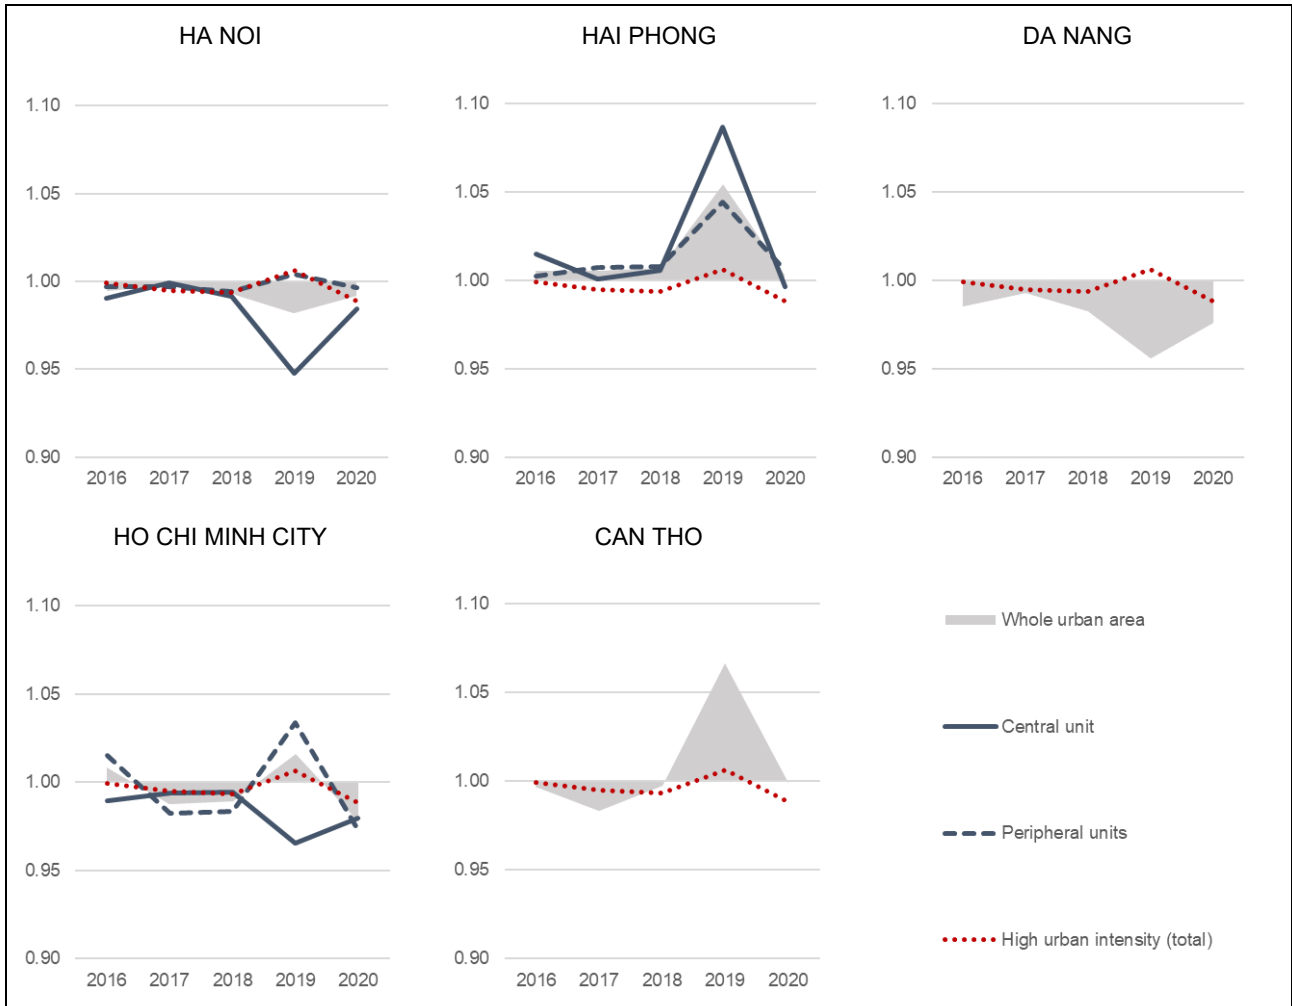 HA NOI
HAI PHONG
DA NANG
1.10
1.05
1.00
0.95
0.90
2016 2017 2018 2019 2020
1.10
1.05
1.00
0.95
0.90
2016 2017 2018 2019 2020
1.10
1.05
1.00
0.95
0.90
2016 2017 2018 2019 2020
HO CHI MINH CITY
CAN THO
1.10
1.05
1.00
0.95
0.90
2016 2017 2018 2019 2020
1.10
1.05
1.00
0.95
0.90
2016 2017 2018 2019 2020
Whole urban area
Central unit
Peripheral units
High urban intensity (total)